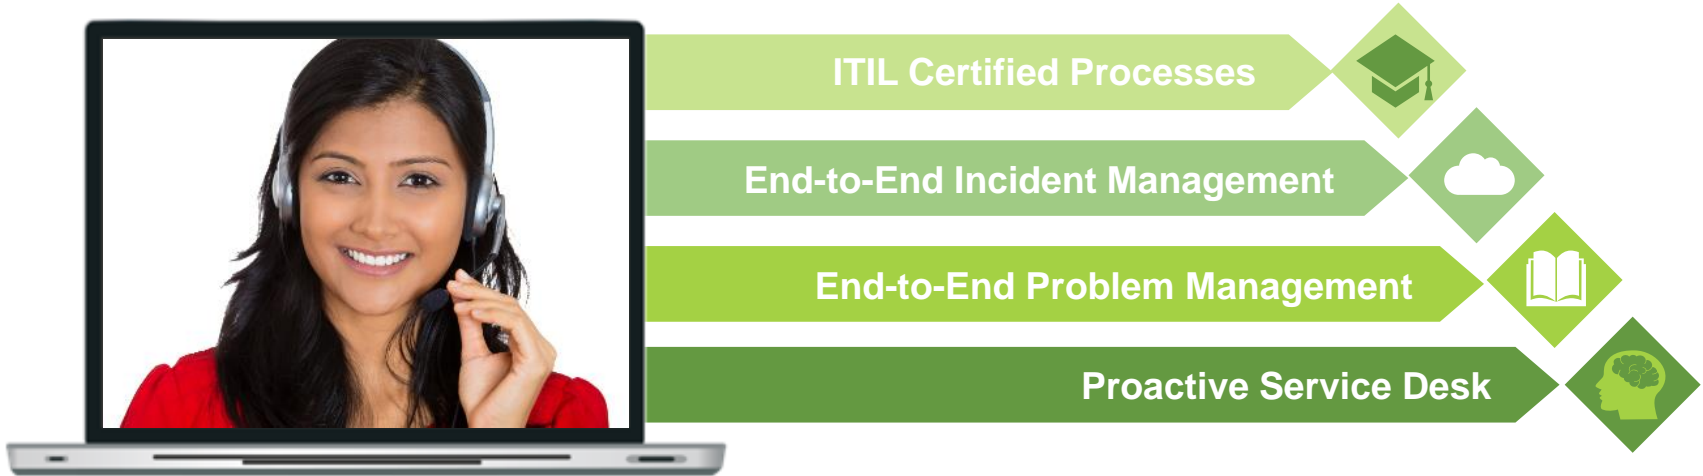 ITIL Certified Processes
End-to-End Incident Management
End-to-End Problem Management
Proactive Service Desk